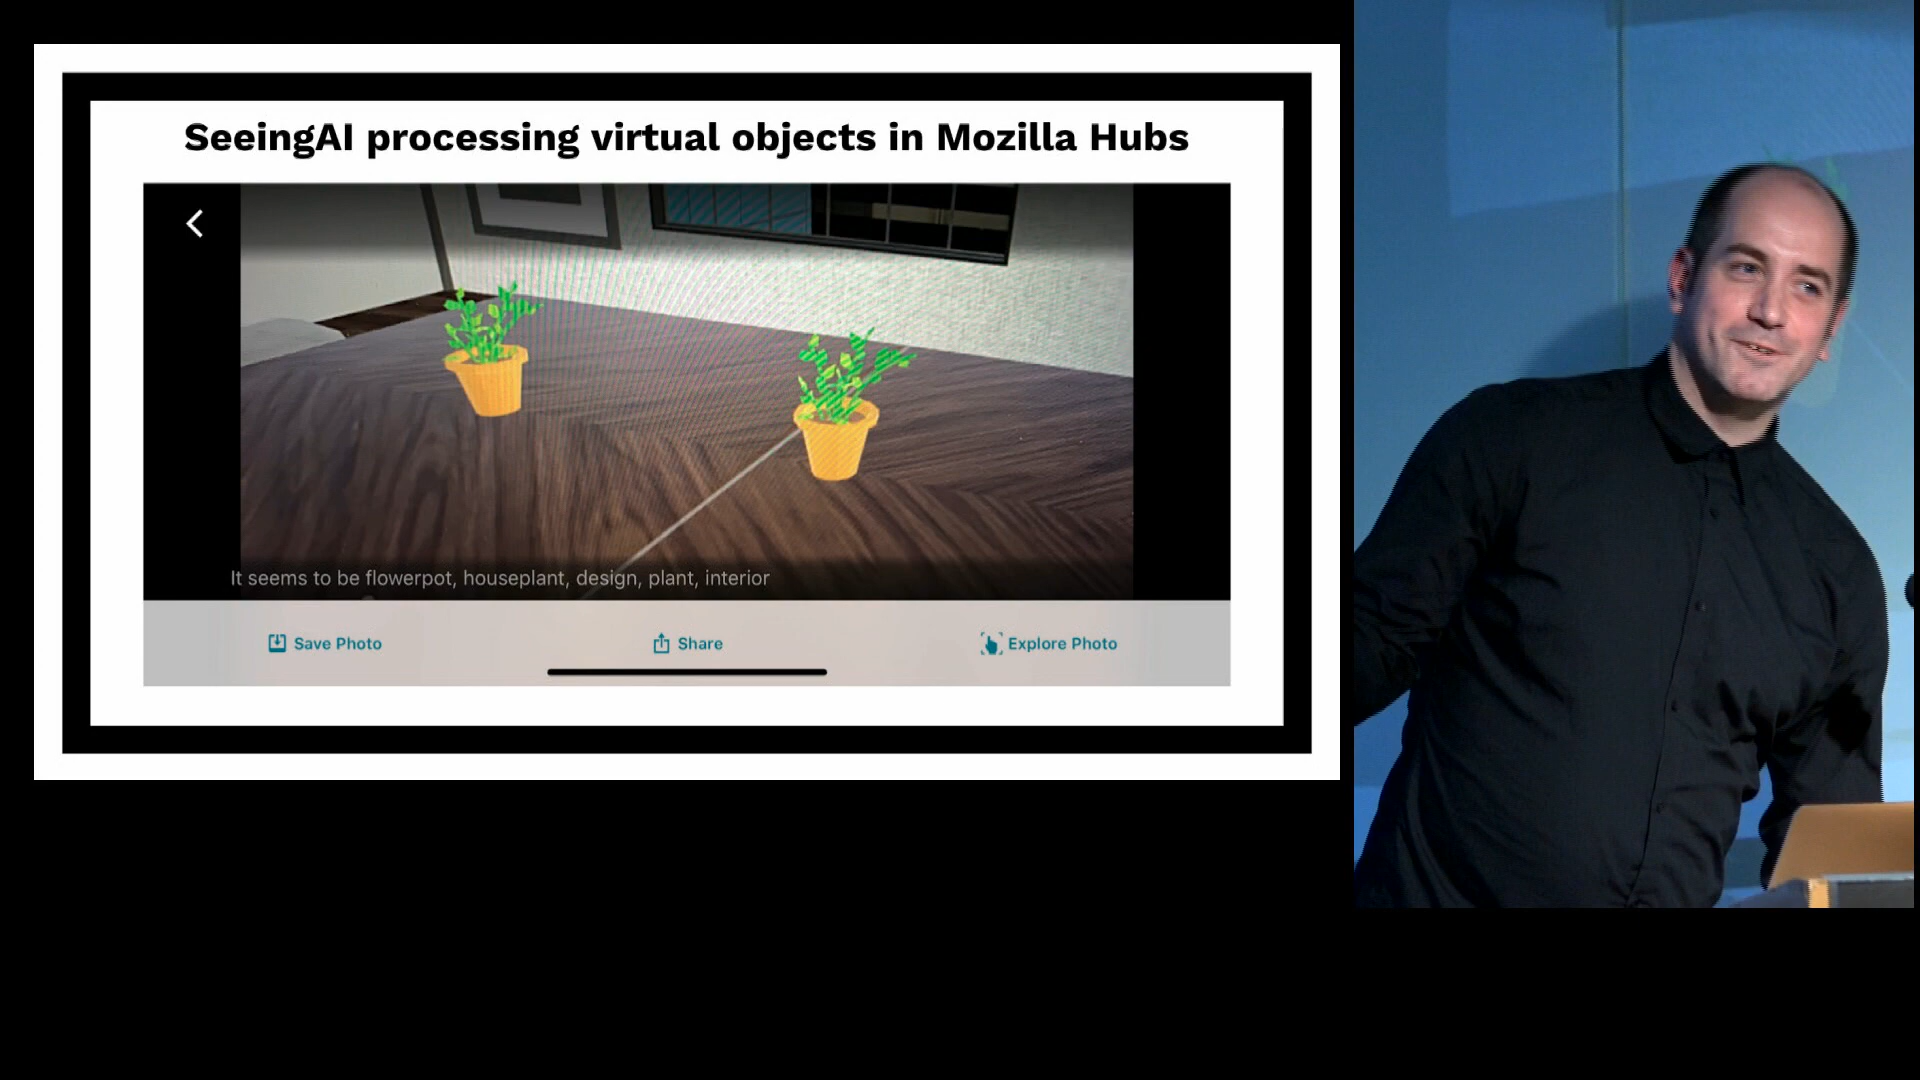 SeeingAI processing virtual objects in Mozilla Hubs
It seems to be flowerpot, houseplant, design, plant, interior
Save Photo
Share
Explore Photo